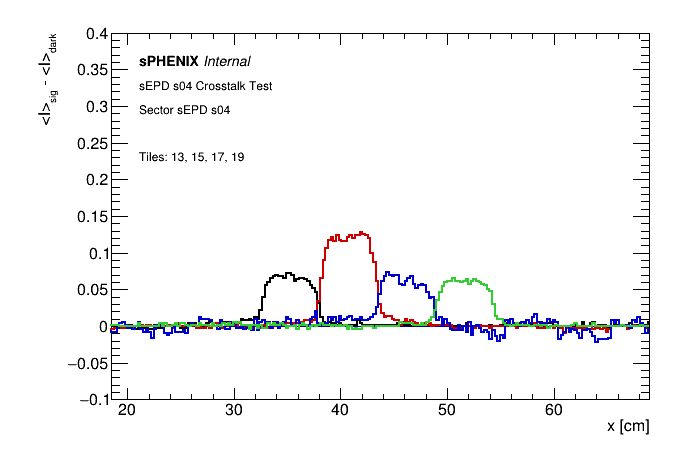 0.4
<I>sig - <I>dark
sPHENIX Internal
0.35
sEPD s04 Crosstalk Test
0.3
Sector sEPD s04
0.25
Tiles: 13, 15, 17, 19
0.2
0.15
0.1
0.05
0
−0.05
−0.1
20 30 40 50 60
x [cm]